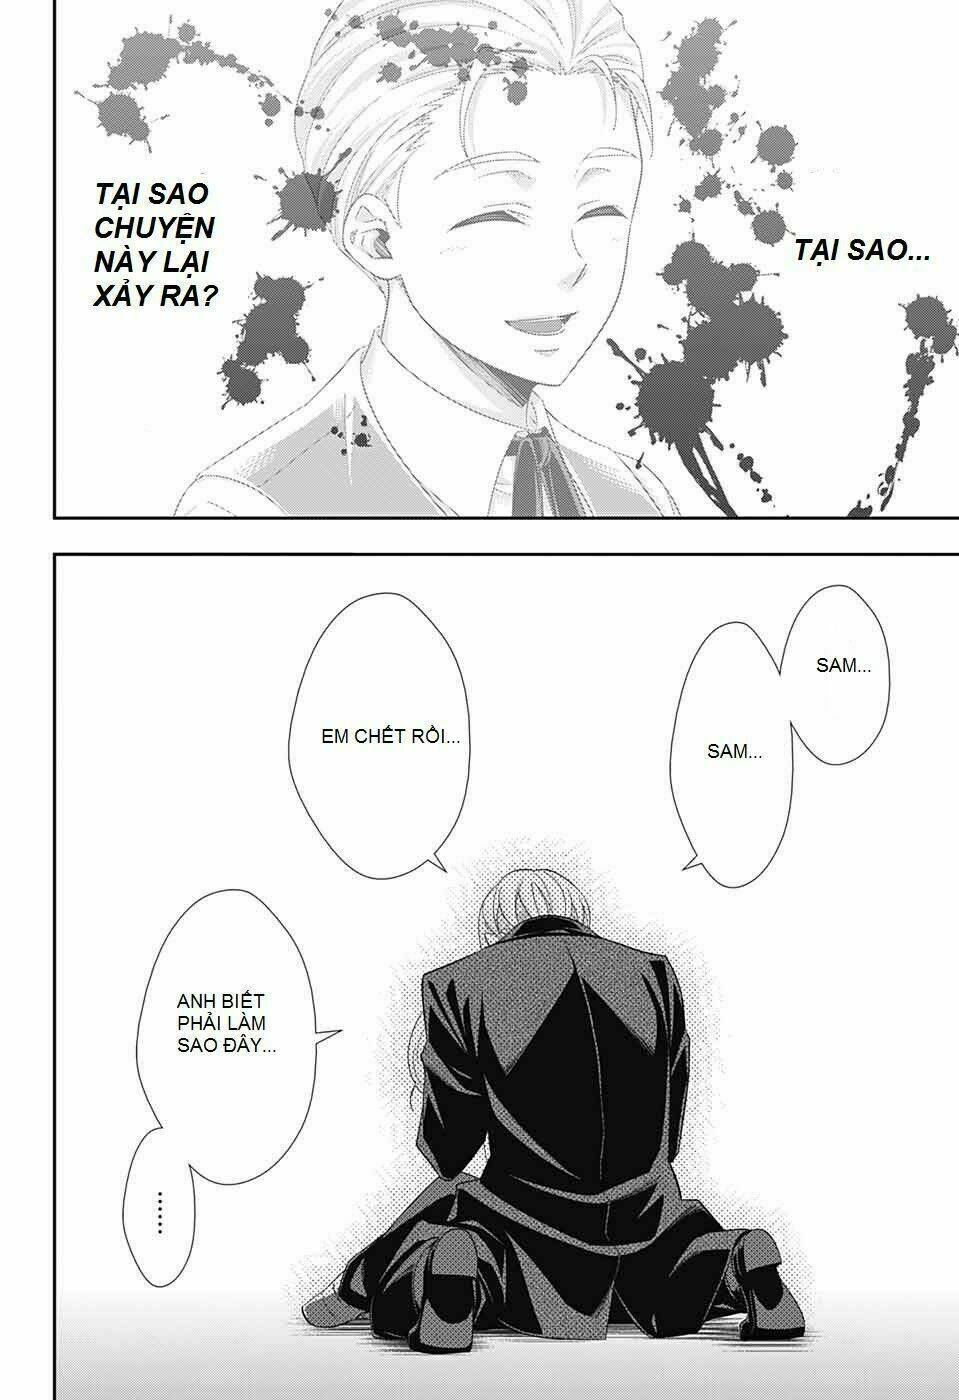 TẠI SAO...
TẠI SAO
CHUYỆN
NÀY LẠI
XẢY RA?
SAM...
SAM...
EM CHẾT RỒI...
ANH BIẾT
PHẢI LÀM
SAO ĐÂY...
......